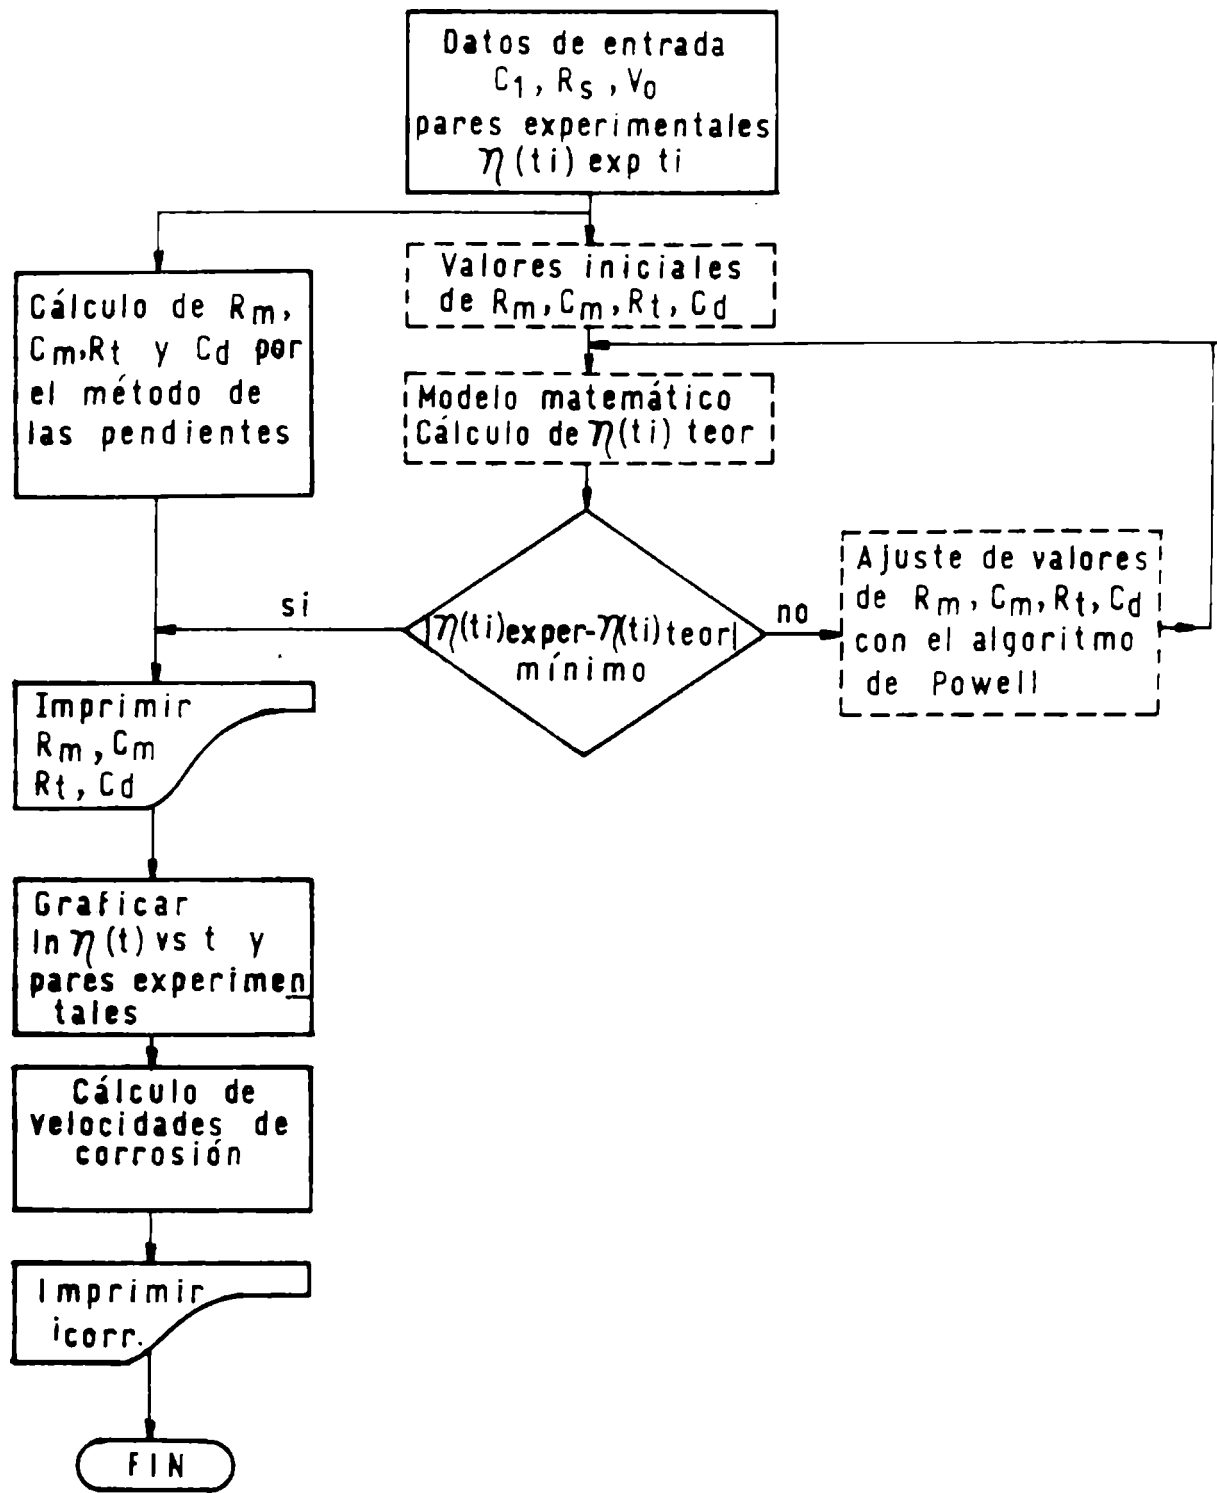 Datos de entrada
C1, Rs, Vo
pares experimentales
η(ti) exp ti
Valores iniciales
de Rm, Cm, Rt, Cd
Cálculo de Rm,
Cm,Rt y Cd por
el método de
las pendientes
Modelo matemático
Cálculo de η(ti) teor
|η(ti)exper-η(ti)teor|
mínimo
si
no
Ajuste de valores
de Rm, Cm, Rt, Cd
con el algoritmo
de Powell
Imprimir
Rm, Cm
Rt, Cd
Graficar
ln η(t) vs t y
pares experimen
tales
Cálculo de
velocidades de
corrosión
Imprimir
icorr.
FIN